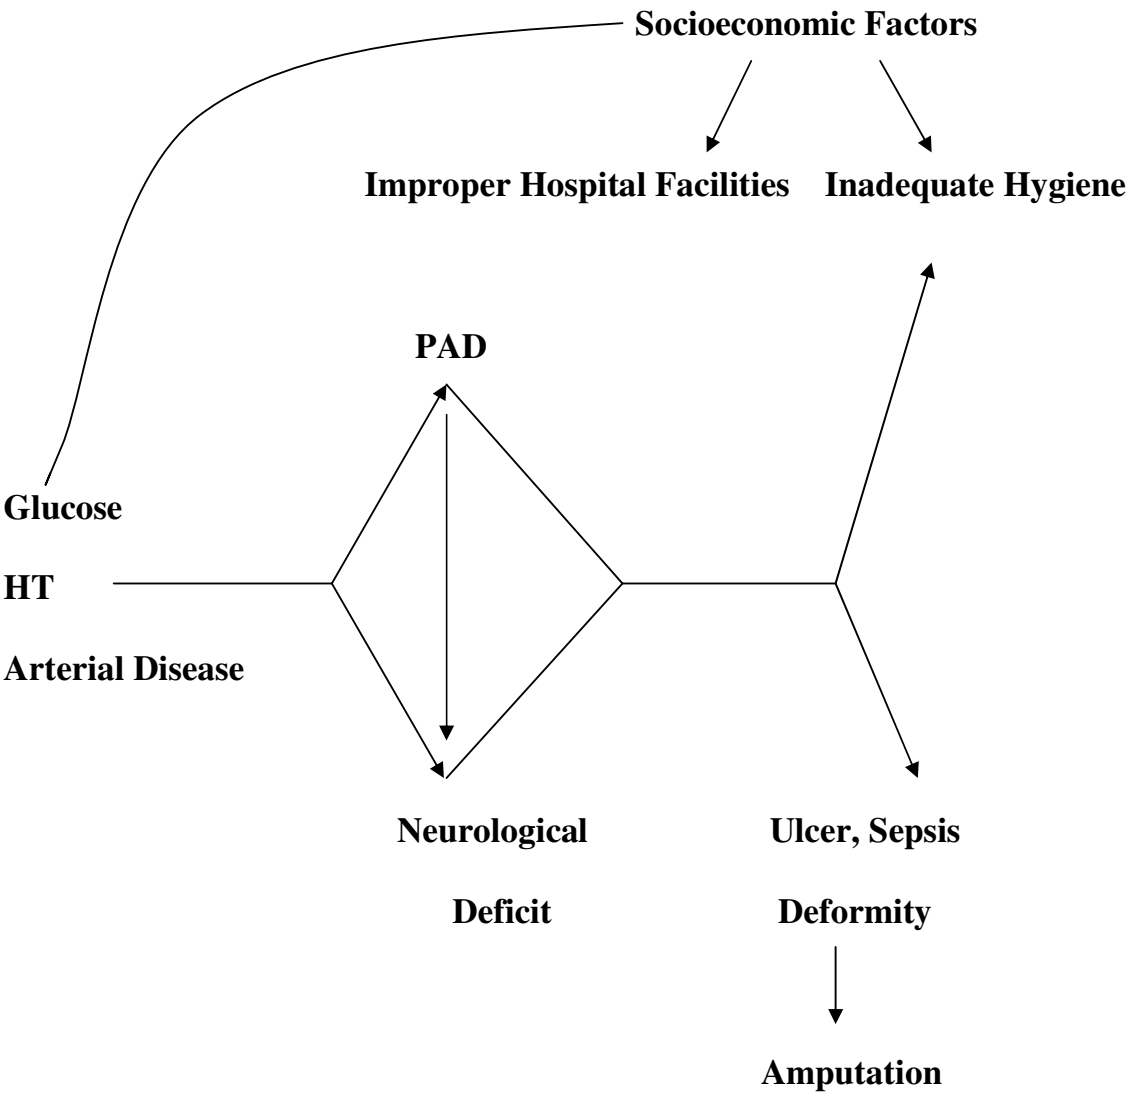 Socioeconomic Factors
Improper Hospital Facilities Inadequate Hygiene
PAD
Glucose
HT
Arterial Disease
Neurological
Deficit
Ulcer, Sepsis
Deformity
Amputation